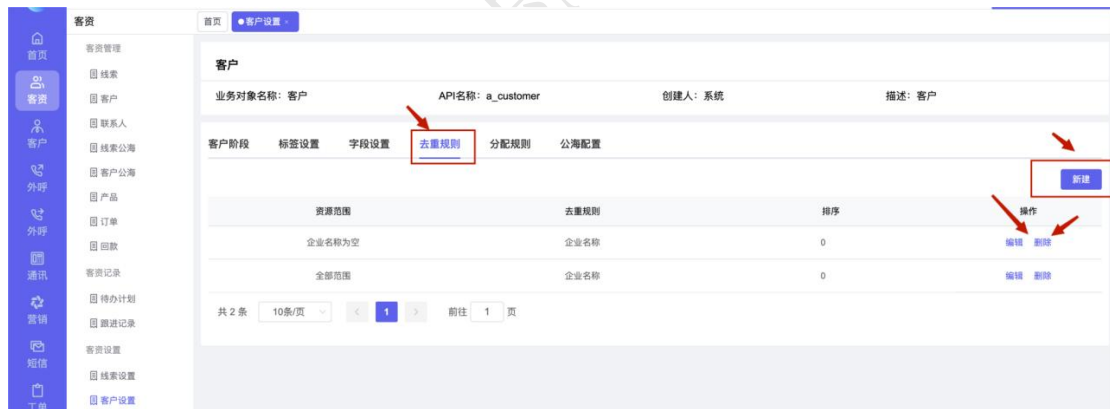 客资
首页
●客户设置 ×
首页
客资
客户
外呼
外呼
通讯
营销
短信
工单
客资管理
线索
客户
联系人
线索公海
客户公海
产品
订单
回款
客资记录
待办计划
跟进记录
客资设置
线索设置
客户设置
客户
业务对象名称：客户 API名称：a_customer 创建人：系统 描述：客户
客户阶段 标签设置 字段设置 去重规则 分配规则 公海配置
新建
资源范围 去重规则 排序 操作
企业名称为空 企业名称 0 编辑 删除
全部范围 企业名称 0 编辑 删除
共 2 条 10条/页 < 1 > 前往 1 页